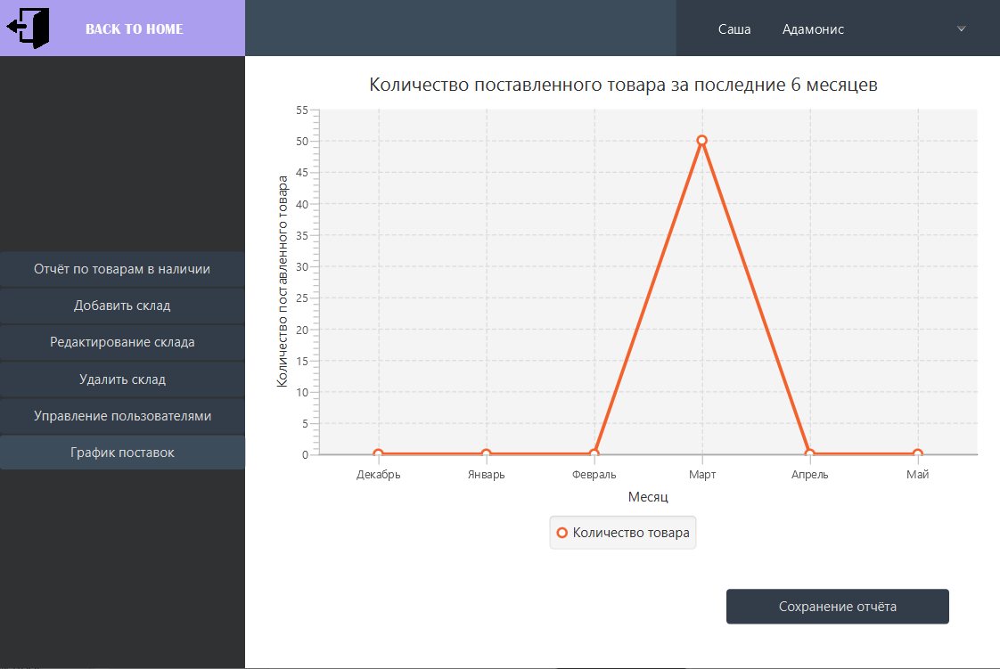 BACK TO HOME
Саша Адамонис
Отчёт по товарам в наличии
Добавить склад
Редактирование склада
Удалить склад
Управление пользователями
График поставок
Количество поставленного товара за последние 6 месяцев
Количество поставленного товара
55
50
45
40
35
30
25
20
15
10
5
0
Декабрь Январь Февраль Март Апрель Май
Месяц
Количество товара
Сохранение отчёта